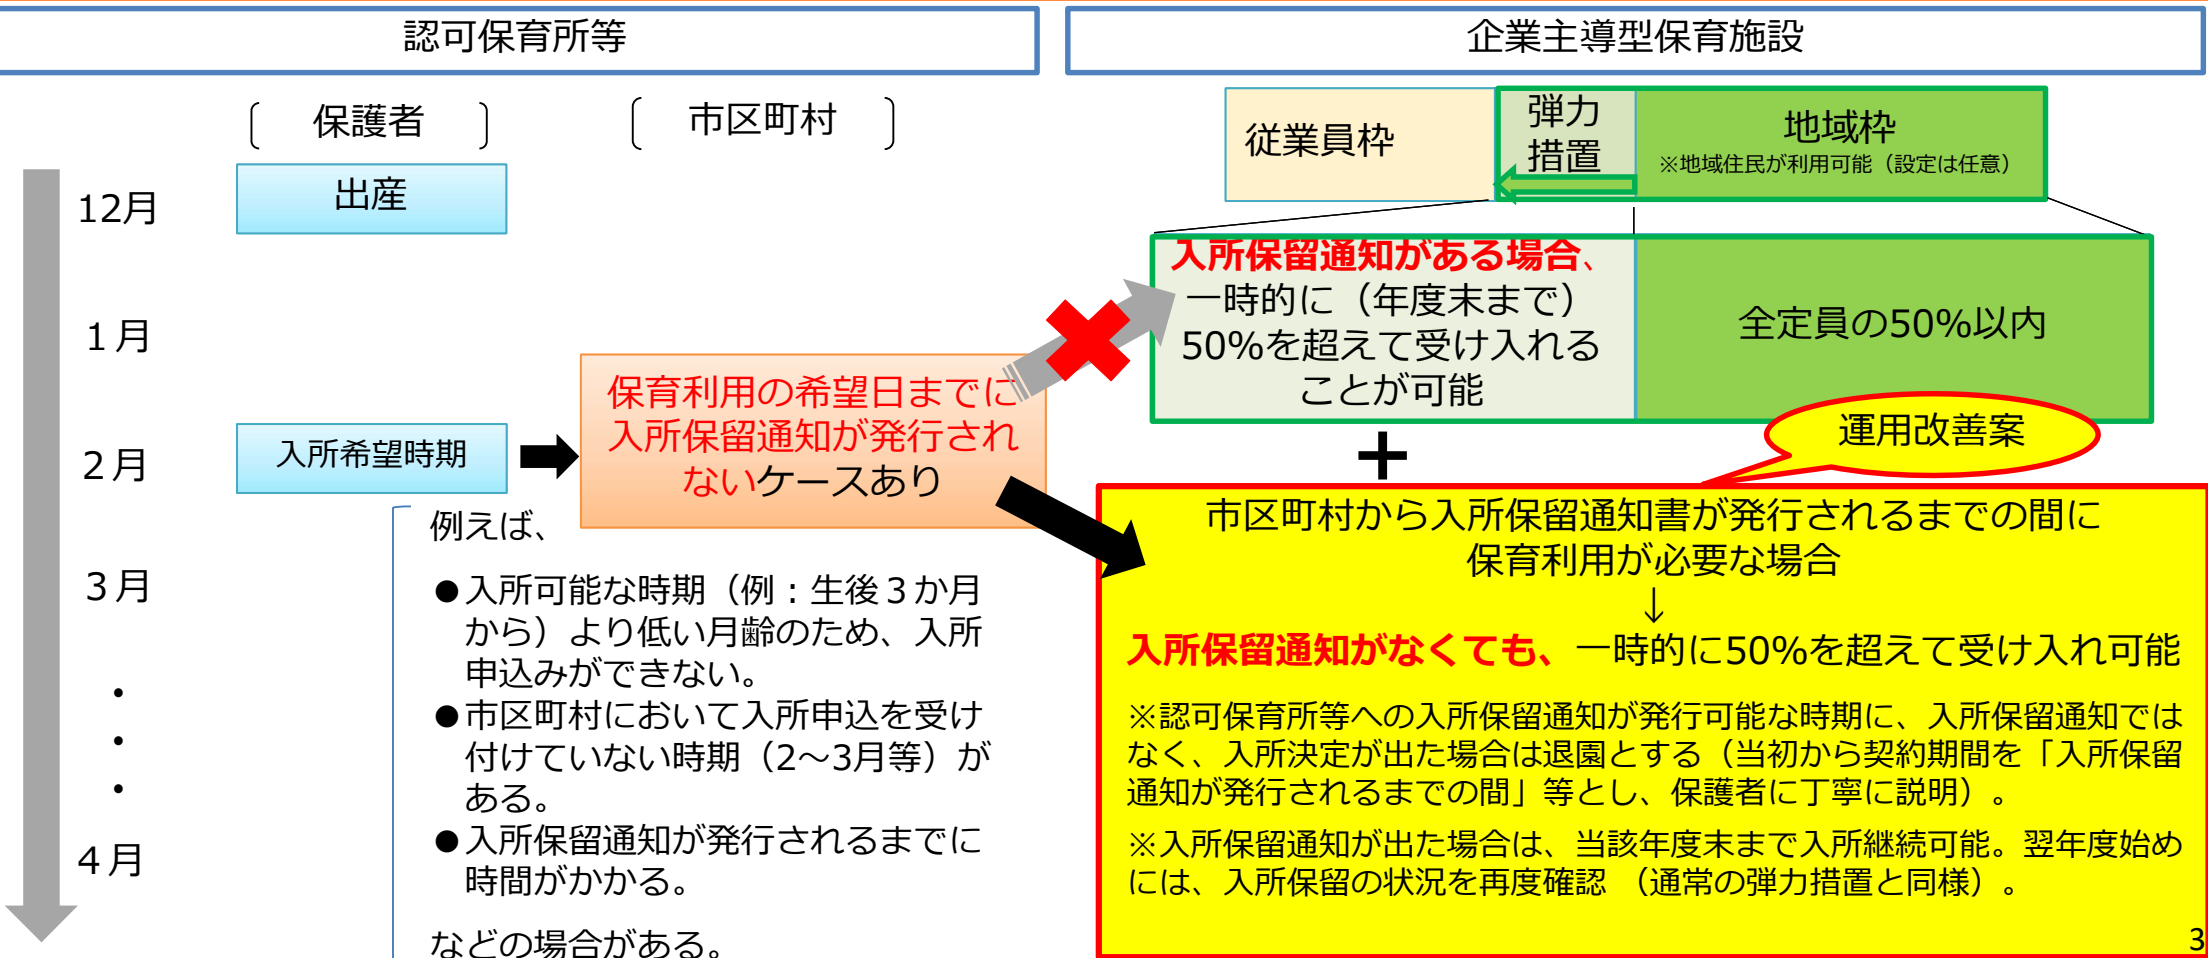 認可保育所等
企業主導型保育施設
〔　保護者　〕
〔　市区町村　〕
12月
１月
２月
３月
・
・
・
４月
出産
入所希望時期
保育利用の希望日までに
入所保留通知が発行され
ないケースあり
例えば、
●入所可能な時期（例：生後３か月
から）より低い月齢のため、入所
申込みができない。
●市区町村において入所申込を受け
付けていない時期（2～3月等）が
ある。
●入所保留通知が発行されるまでに
時間がかかる。
などの場合がある。
従業員枠
弾力
措置
地域枠
※地域住民が利用可能（設定は任意）
入所保留通知がある場合、
一時的に（年度末まで）
50%を超えて受け入れる
ことが可能
全定員の50%以内
＋
運用改善案
市区町村から入所保留通知書が発行されるまでの間に
保育利用が必要な場合
↓
入所保留通知がなくても、一時的に50%を超えて受け入れ可能
※認可保育所等への入所保留通知が発行可能な時期に、入所保留通知では
なく、入所決定が出た場合は退園とする（当初から契約期間を「入所保留
通知が発行されるまでの間」等とし、保護者に丁寧に説明）。
※入所保留通知が出た場合は、当該年度末まで入所継続可能。翌年度始め
には、入所保留の状況を再度確認 （通常の弾力措置と同様）。
3